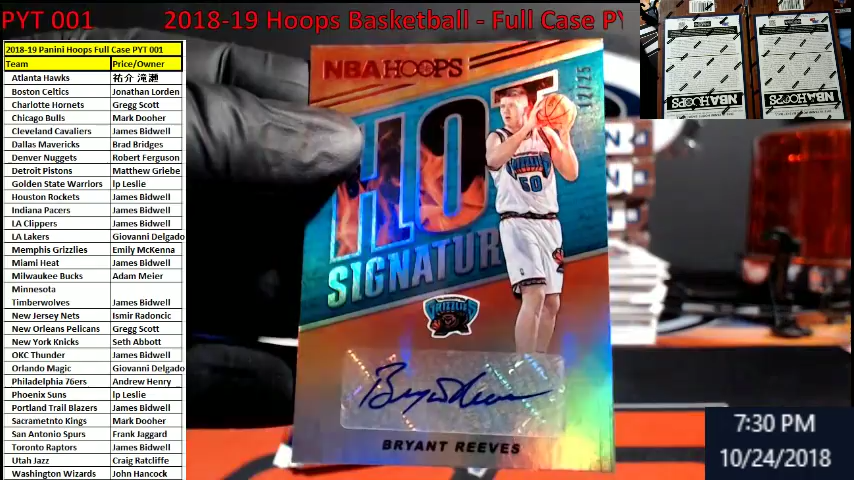 PYT 001
2018-19 Hoops Basketball - Full Case PY
2018-19 Panini Hoops Full Case PYT 001
Team Price/Owner
Atlanta Hawks 祐介 滝瀬
Boston Celtics Jonathan Lorden
Charlotte Hornets Gregg Scott
Chicago Bulls Mark Dooher
Cleveland Cavaliers James Bidwell
Dallas Mavericks Brad Bridges
Denver Nuggets Robert Ferguson
Detroit Pistons Matthew Griebe
Golden State Warriors lp Leslie
Houston Rockets James Bidwell
Indiana Pacers James Bidwell
LA Clippers James Bidwell
LA Lakers Giovanni Delgado
Memphis Grizzlies Emily McKenna
Miami Heat James Bidwell
Milwaukee Bucks Adam Meier
Minnesota
Timberwolves James Bidwell
New Jersey Nets Ismir Radoncic
New Orleans Pelicans Gregg Scott
New York Knicks Seth Abbott
OKC Thunder James Bidwell
Orlando Magic Giovanni Delgado
Philadelphia 76ers Andrew Henry
Phoenix Suns lp Leslie
Portland Trail Blazers James Bidwell
Sacrametnto Kings Mark Dooher
San Antonio Spurs Frank Jaggard
Toronto Raptors James Bidwell
Utah Jazz Craig Ratcliffe
Washington Wizards John Hancock
NBA HOOPS
12/25
HOT
SIGNATUR
GRIZZLIES
50
GRIZZLIES
BRYANT REEVES
NBA HOOPS
NBA HOOPS
7:30 PM
10/24/2018